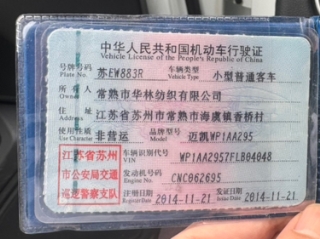 中华人民共和国机动车行驶证
Vehicle License of the People's Republic of China
号牌号码 苏EW883R 车辆类型 小型普通客车
Plate No. Vehicle Type
所有人 常熟市华林纺织有限公司
Owner
住址 江苏省苏州市常熟市海虞镇香桥村
Address
使用性质 非营运 品牌型号 迈凯WP1AA295
Use Character Model
江苏省苏州
市公安局交通
巡逻警察支队
车辆识别代号 WP1AA2957FLB04048
VIN
发动机号码 CNC062695
Engine No.
注册日期 2014-11-21 发证日期 2014-11-21
Register Date Issue Date